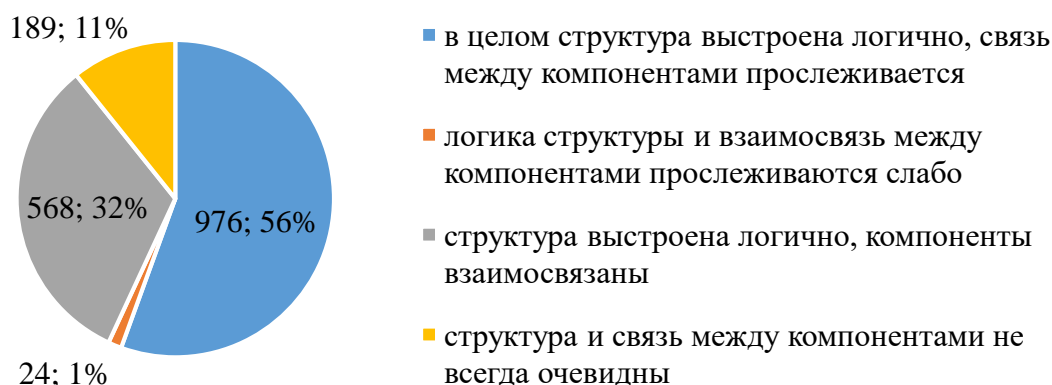 189; 11%
568; 32%
976; 56%
24; 1%
в целом структура выстроена логично, связь
между компонентами прослеживается
логика структуры и взаимосвязь между
компонентами прослеживаются слабо
структура выстроена логично, компоненты
взаимосвязаны
структура и связь между компонентами не
всегда очевидны